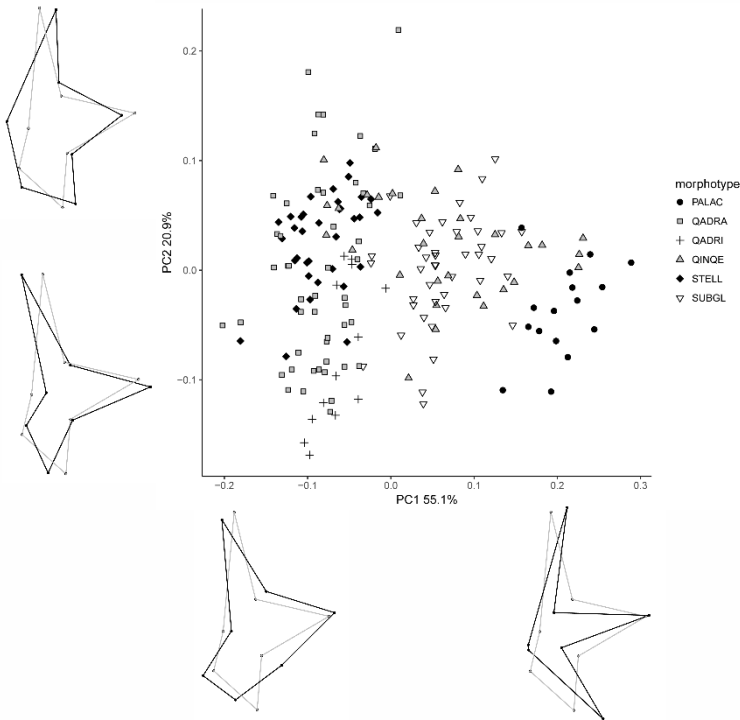 0.2
0.1
0.0
−0.1
PC2 20.9%
−0.2
−0.1
0.0
0.1
0.2
0.3
PC1 55.1%
morphotype
PALAC
QADRA
QADRI
QINQE
STELL
SUBGL